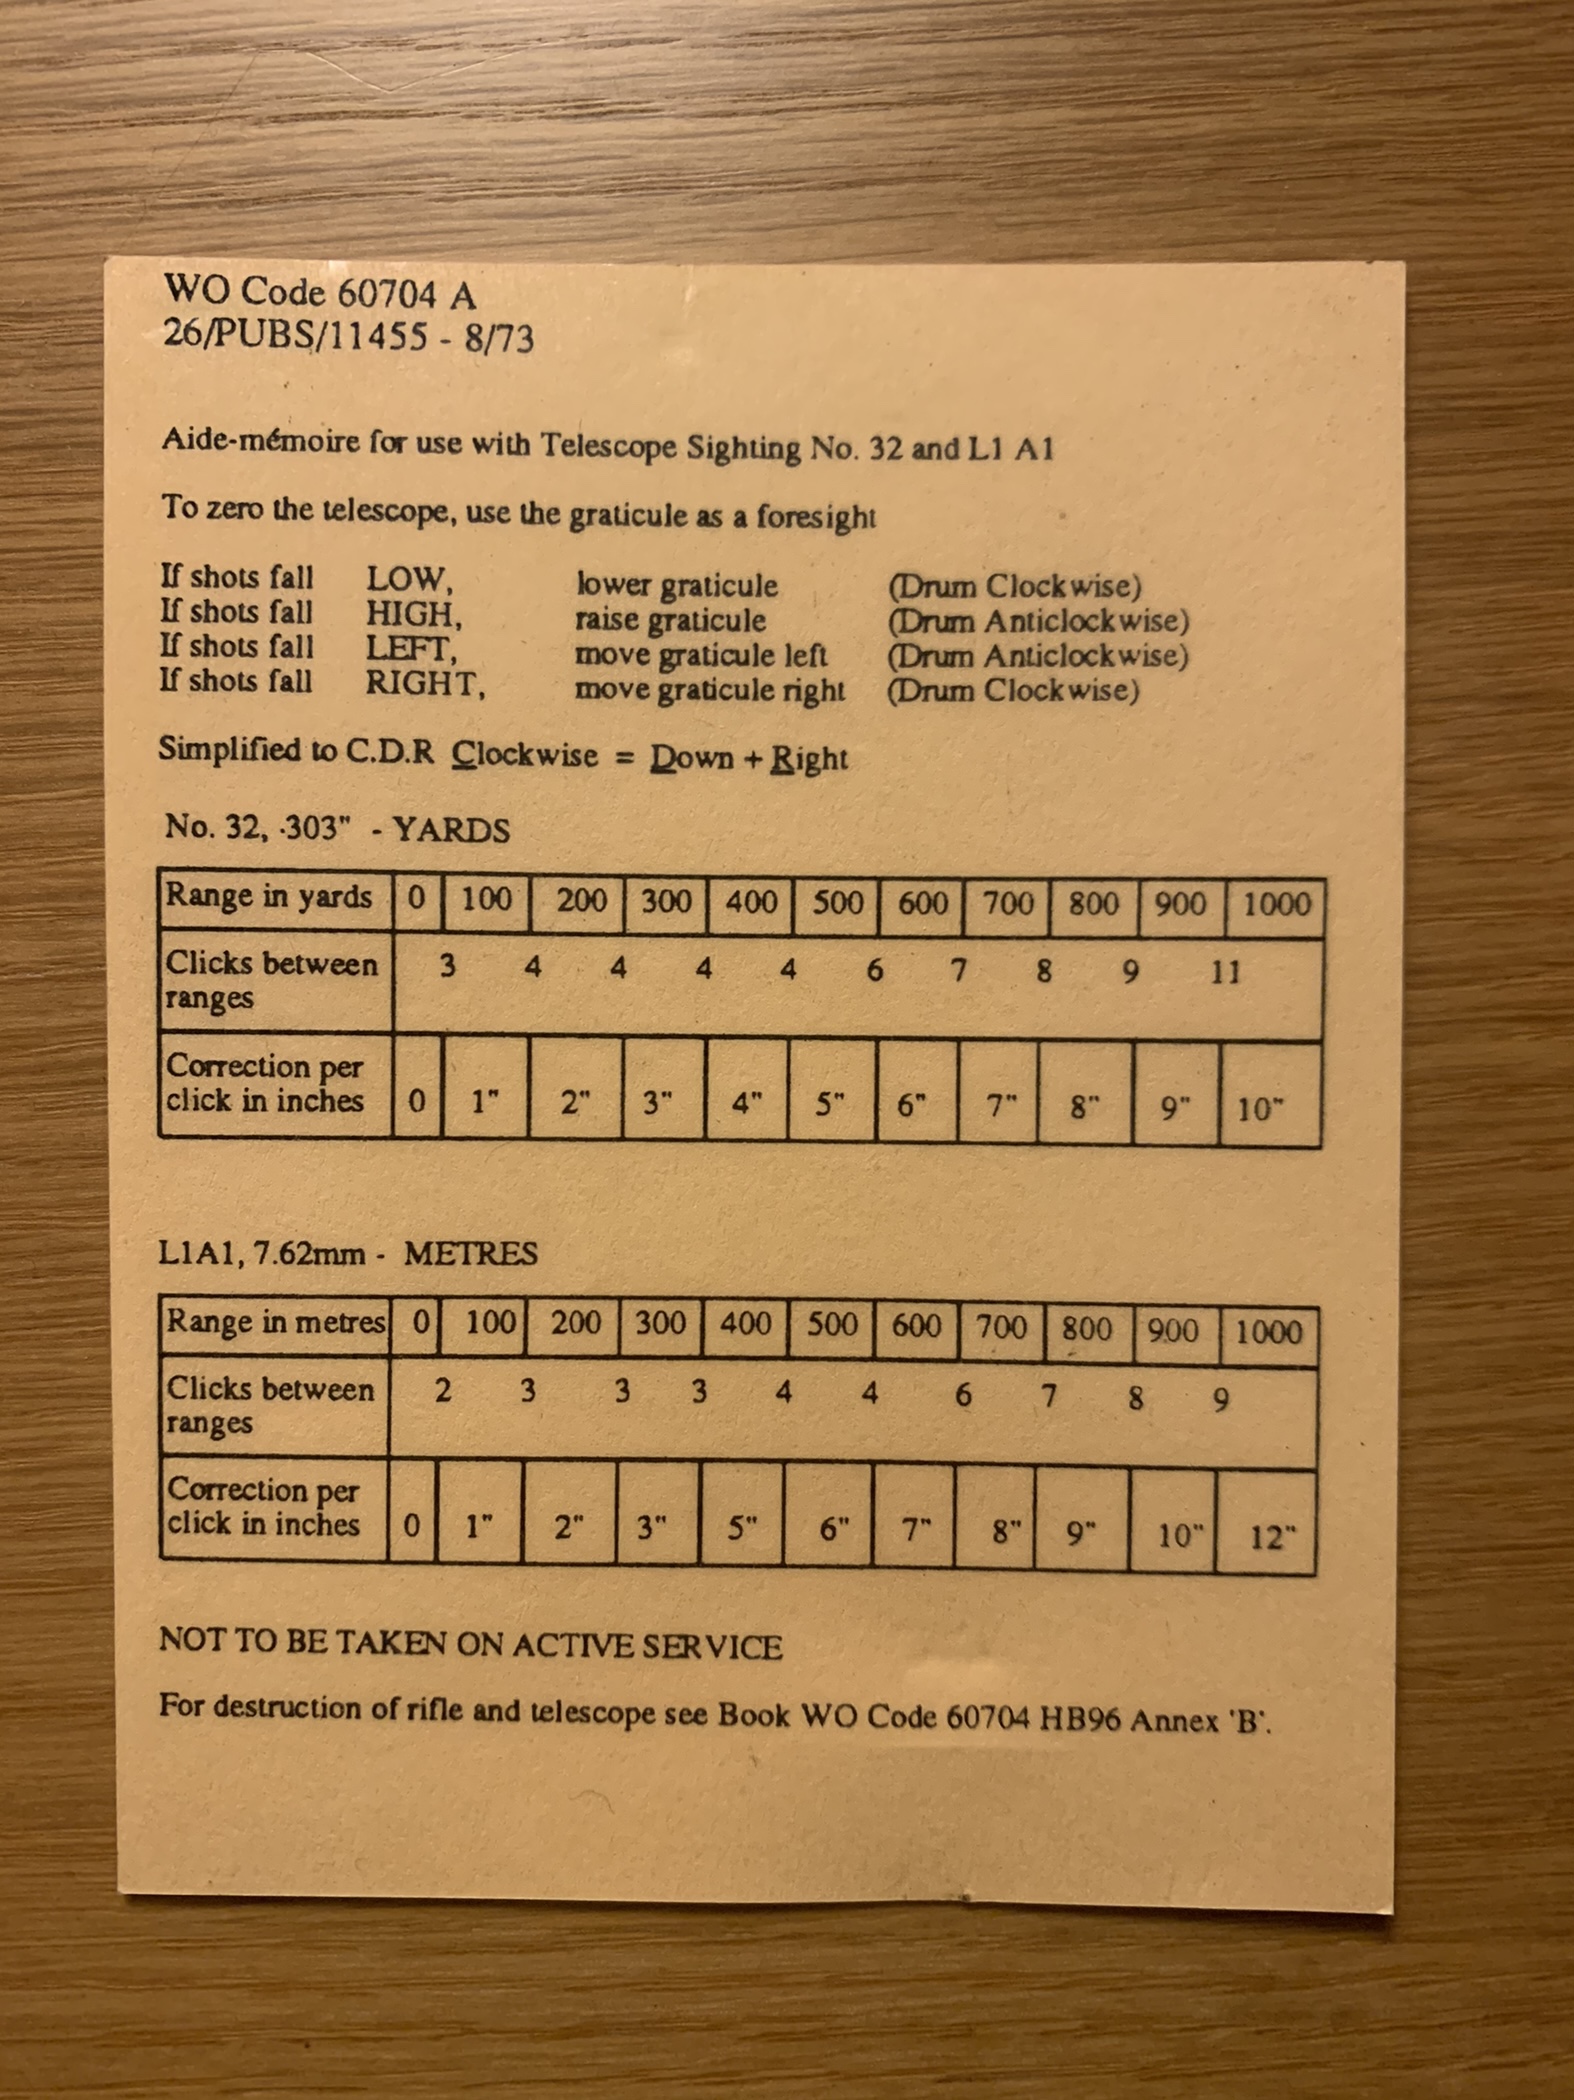 WO Code 60704 A
26/PUBS/11455 - 8/73
Aide-mémoire for use with Telescope Sighting No. 32 and L1 A1
To zero the telescope, use the graticule as a foresight
If shots fall LOW, lower graticule (Drum Clockwise)
If shots fall HIGH, raise graticule (Drum Anticlockwise)
If shots fall LEFT, move graticule left (Drum Anticlockwise)
If shots fall RIGHT, move graticule right (Drum Clockwise)
Simplified to C.D.R Clockwise = Down + Right
No. 32, ·303" - YARDS
Range in yards 0 100 200 300 400 500 600 700 800 900 1000
Clicks between
ranges 3 4 4 4 4 6 7 8 9 11
Correction per
click in inches 0 1" 2" 3" 4" 5" 6" 7" 8" 9" 10"
L1A1, 7.62mm - METRES
Range in metres 0 100 200 300 400 500 600 700 800 900 1000
Clicks between
ranges 2 3 3 3 4 4 6 7 8 9
Correction per
click in inches 0 1" 2" 3" 5" 6" 7" 8" 9" 10" 12"
NOT TO BE TAKEN ON ACTIVE SERVICE
For destruction of rifle and telescope see Book WO Code 60704 HB96 Annex 'B'.